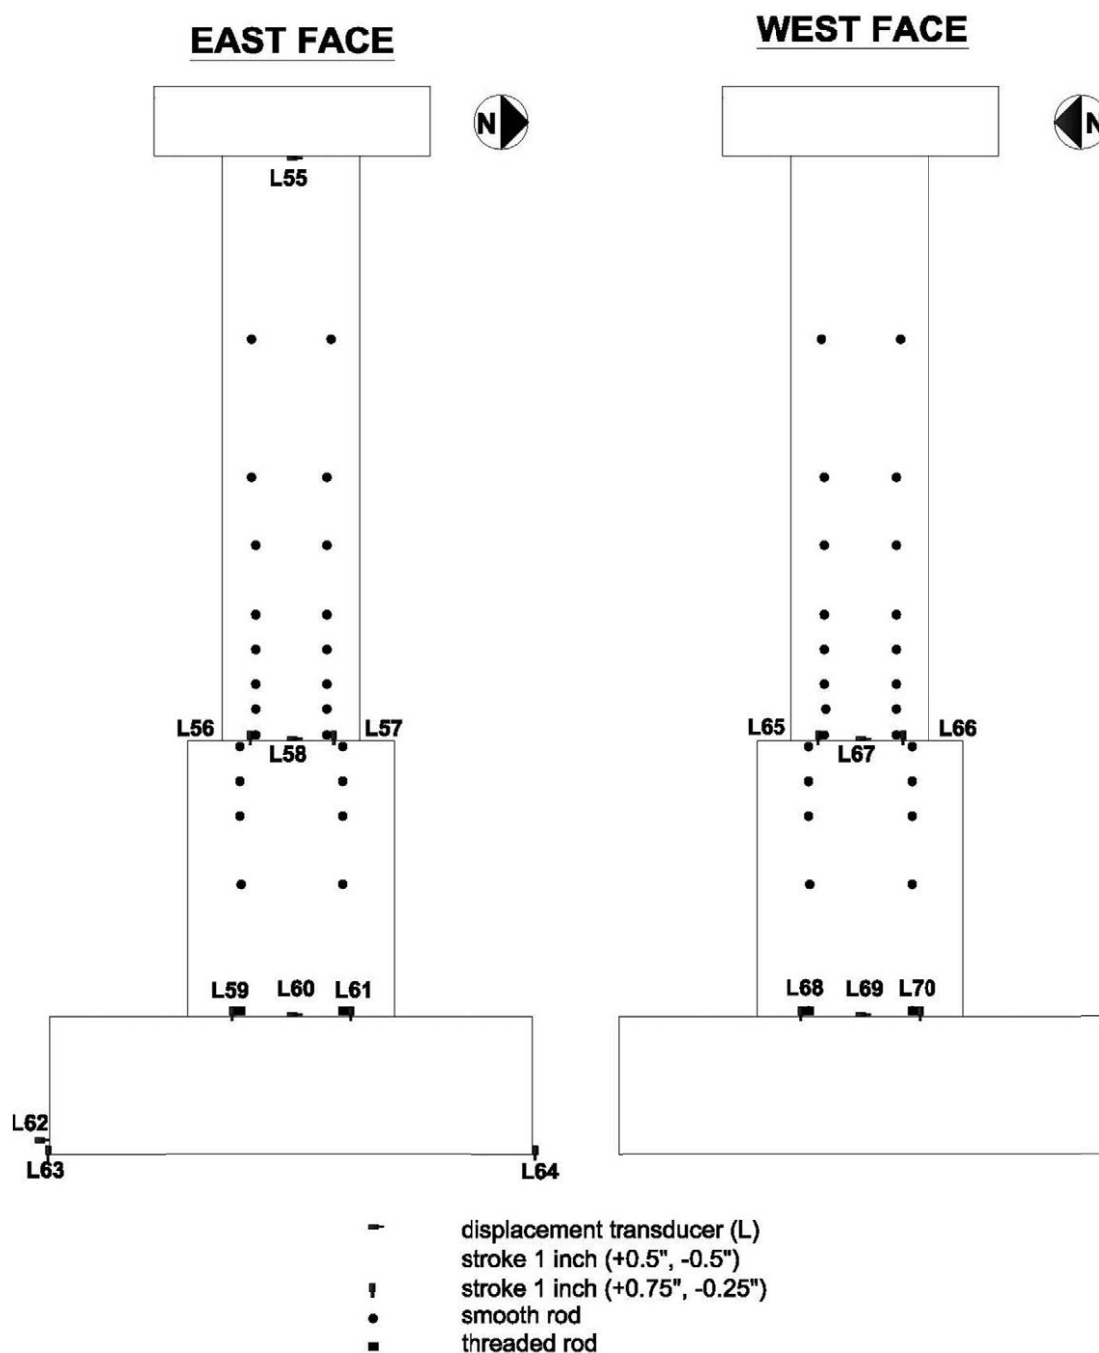 EAST FACE
WEST FACE
N
N
L55
L56
L57
L58
L65
L66
L67
L59
L60
L61
L68
L69
L70
L62
L63
L64
displacement transducer (L)
stroke 1 inch (+0.5", -0.5")
stroke 1 inch (+0.75", -0.25")
smooth rod
threaded rod